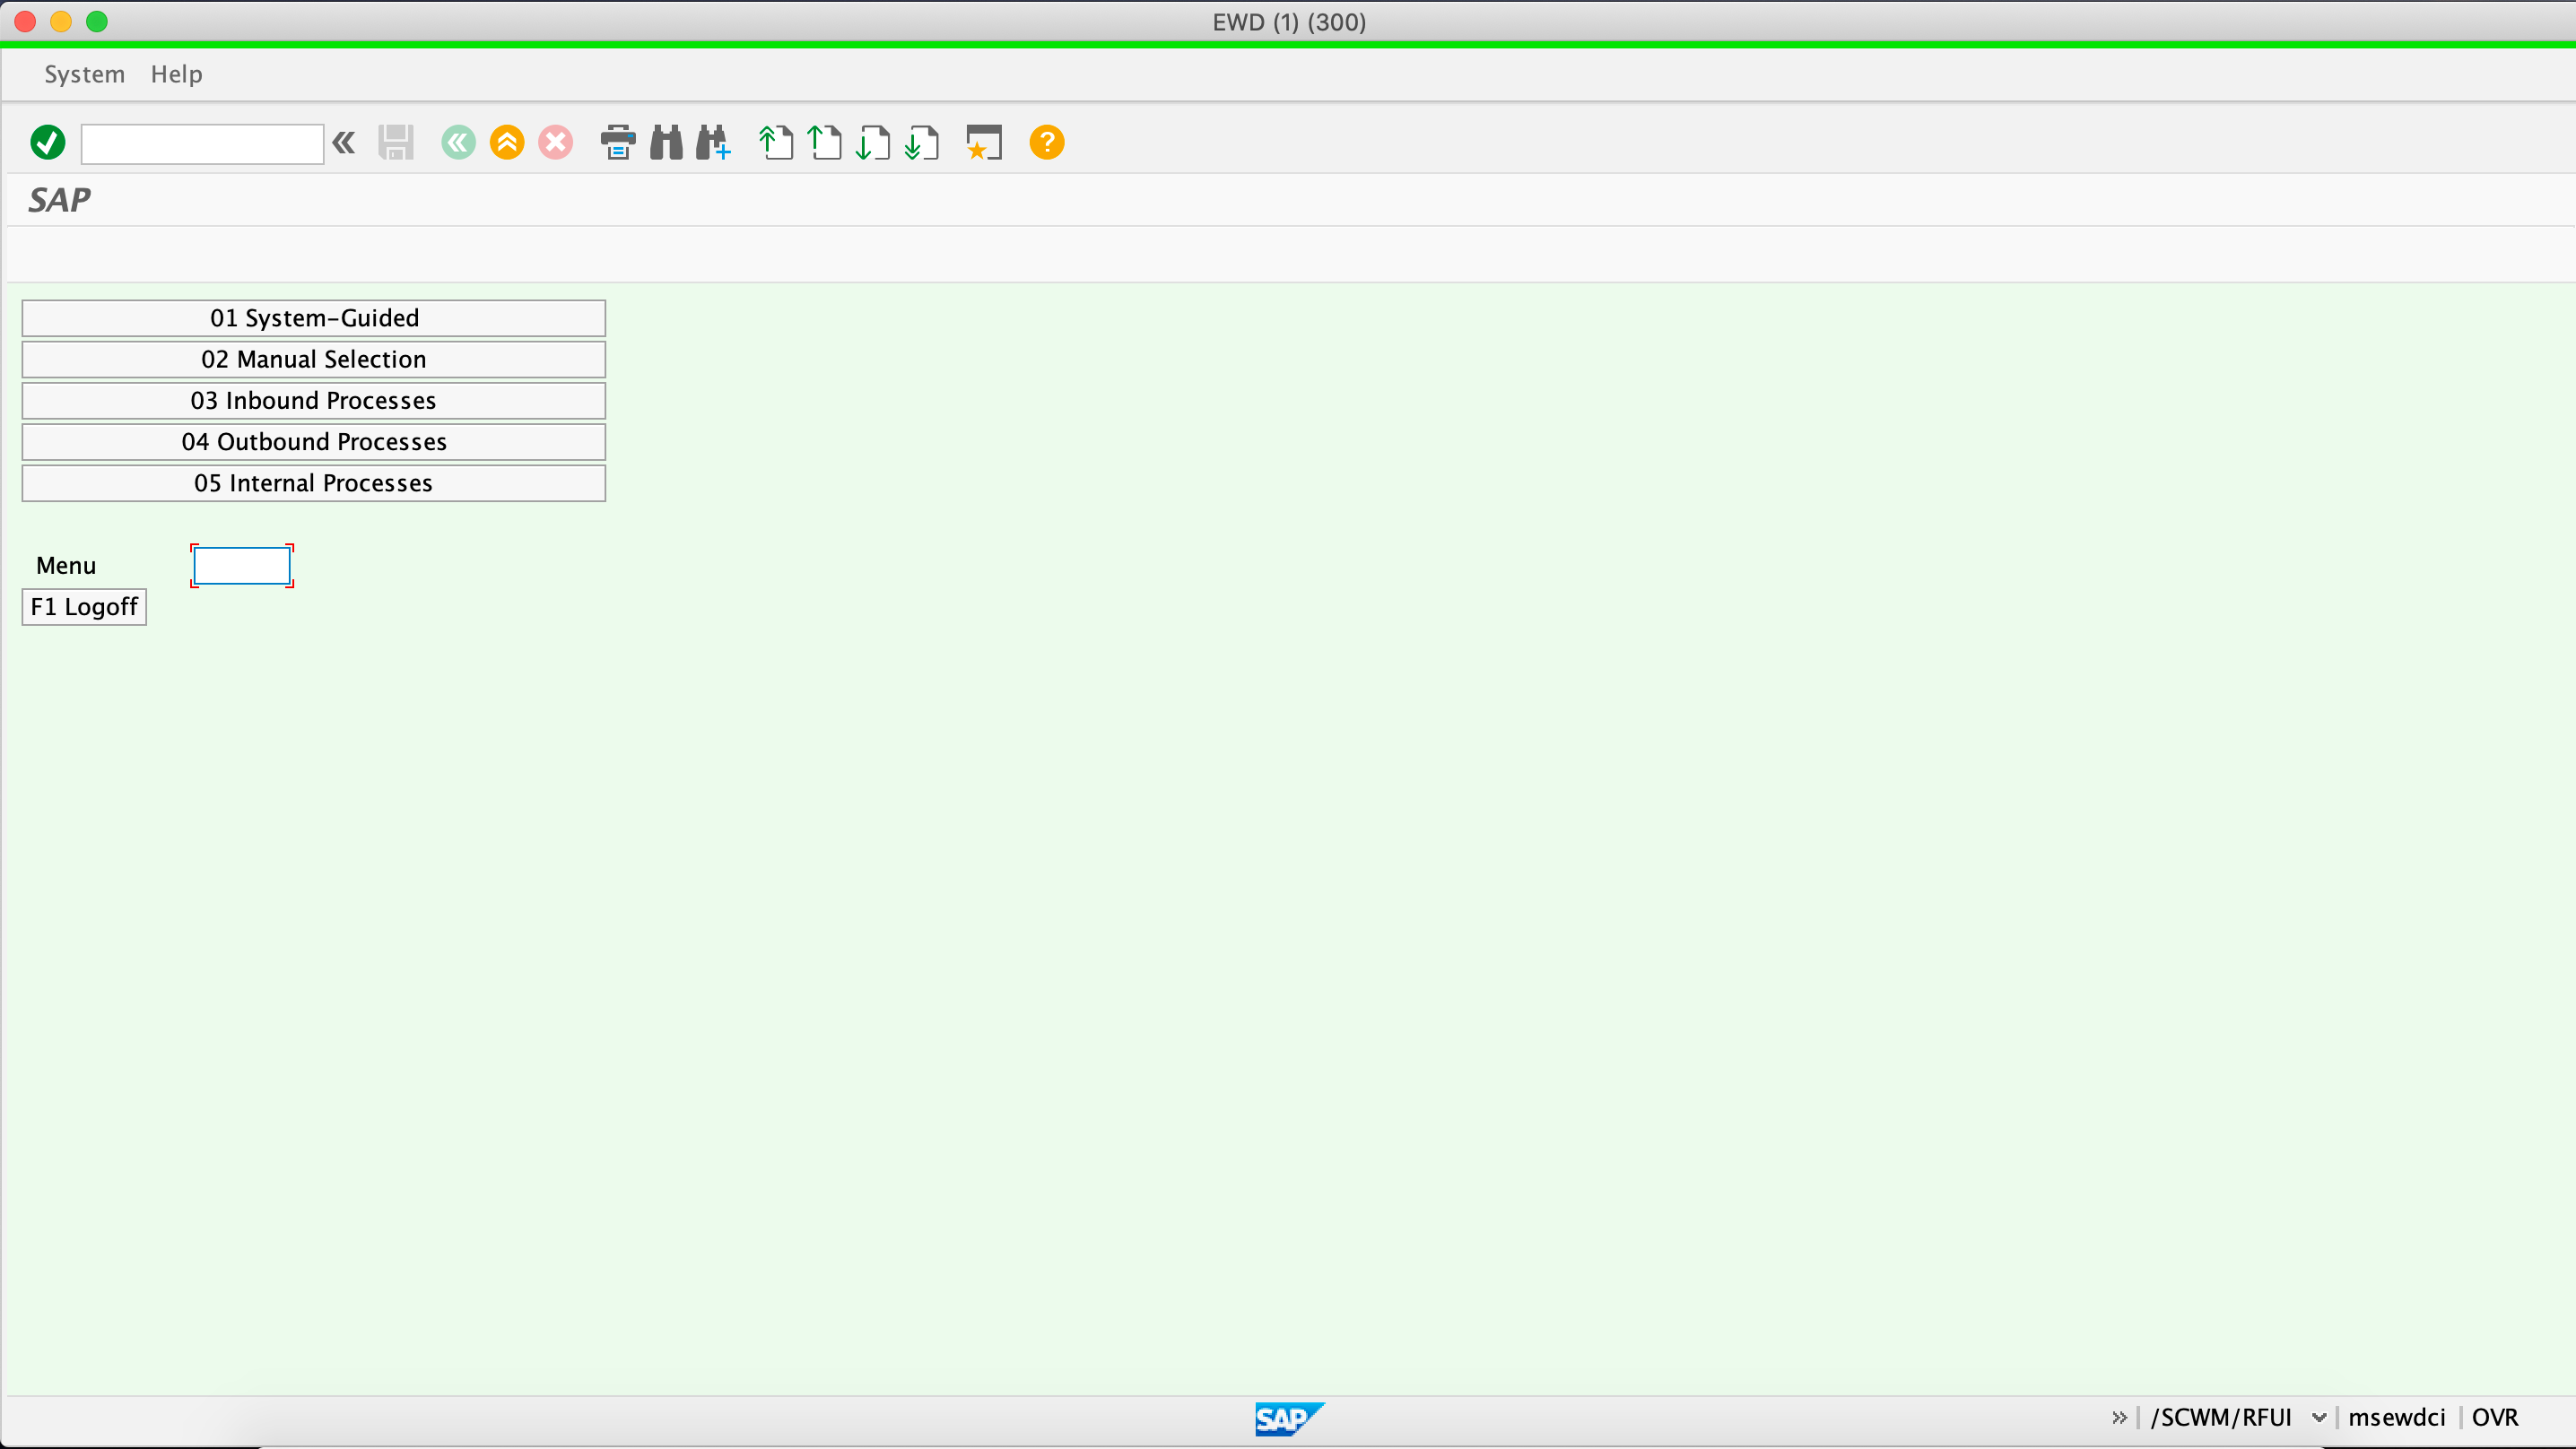 EWD (1) (300)
System Help
SAP
01 System-Guided
02 Manual Selection
03 Inbound Processes
04 Outbound Processes
05 Internal Processes
Menu
F1 Logoff
SAP
/SCWM/RFUI msewdci OVR